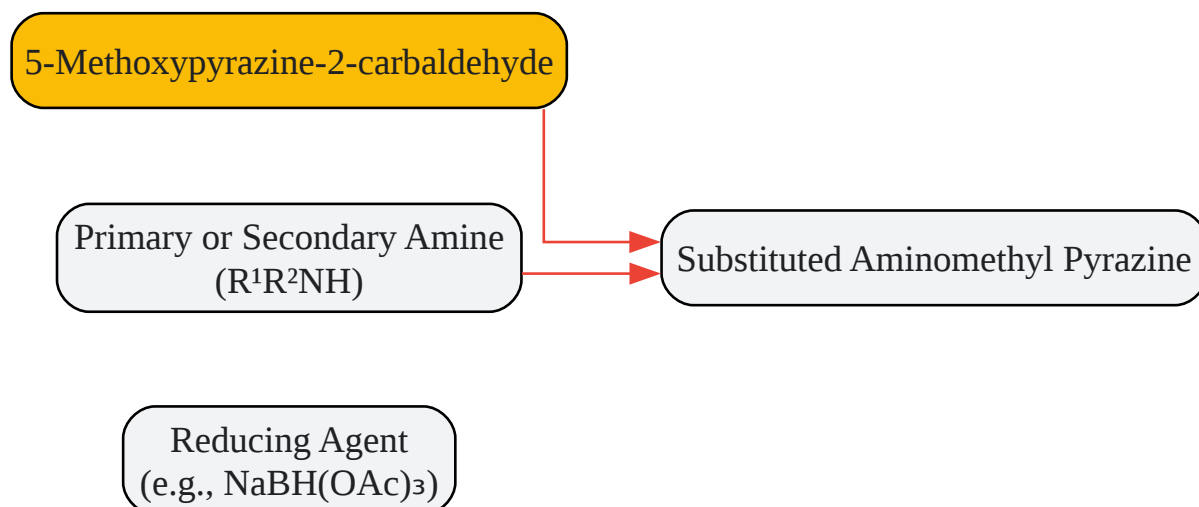 5-Methoxypyrazine-2-carbaldehyde
Primary or Secondary Amine
(R¹R²NH)
Substituted Aminomethyl Pyrazine
Reducing Agent
(e.g., NaBH(OAc)₃)